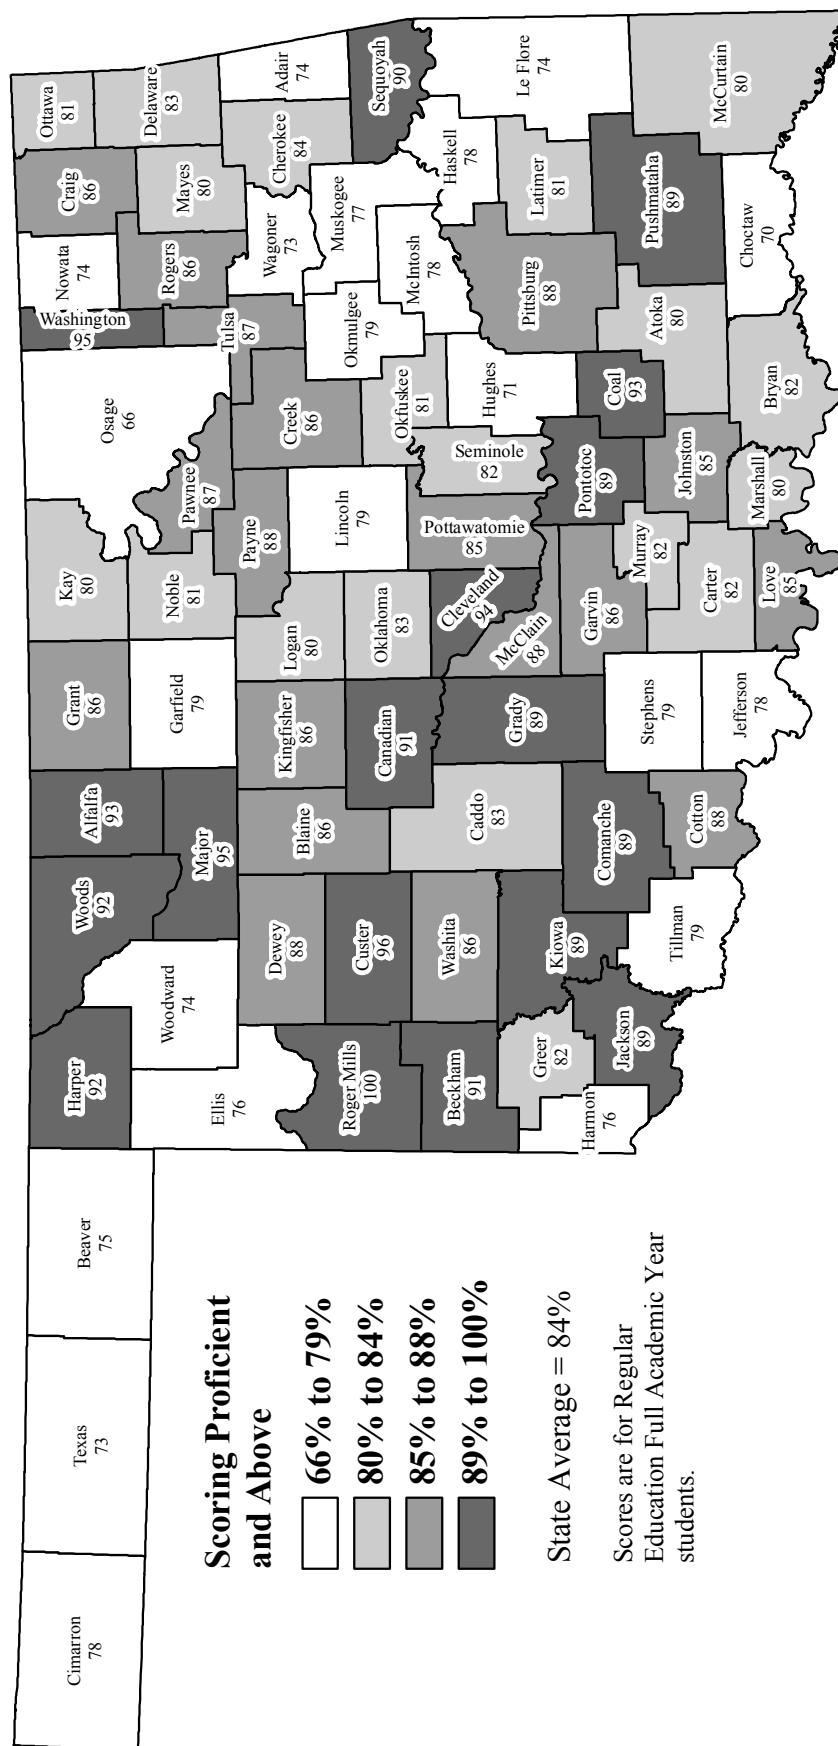 Cimarron
78
Texas
73
Beaver
75
Harper
92
Woods
92
Alfalfa
93
Grant
86
Kay
80
Osage
66
Washington
95
Nowata
74
Craig
86
Ottawa
81
Delaware
83
Ellis
76
Woodward
74
Major
95
Garfield
79
Noble
81
Pawnee
87
Tulsa
87
Rogers
86
Mayes
80
Roger Mills
100
Dewey
88
Blaine
86
Kingfisher
86
Logan
80
Payne
88
Creek
86
Wagoner
73
Cherokee
84
Adair
74
Custer
96
Canadian
91
Oklahoma
83
Lincoln
79
Okfuskee
81
Okmulgee
79
Muskogee
77
Sequoyah
90
Beckham
91
Washita
86
Caddo
83
Grady
89
McClain
88
Cleveland
94
Pottawatomie
85
Seminole
82
Hughes
71
McIntosh
78
Haskell
78
Le Flore
74
Harmon
76
Greer
82
Kiowa
89
Jackson
89
Tillman
79
Comanche
89
Cotton
88
Stephens
79
Jefferson
78
Garvin
86
Murray
82
Carter
82
Love
85
Pontotoc
89
Johnston
85
Marshall
80
Coal
93
Atoka
80
Bryan
82
Pittsburg
88
Latimer
81
Pushmataha
89
Choctaw
70
McCurtain
80
Scoring Proficient
and Above
66% to 79%
80% to 84%
85% to 88%
89% to 100%
State Average = 84%
Scores are for Regular
Education Full Academic Year
students.